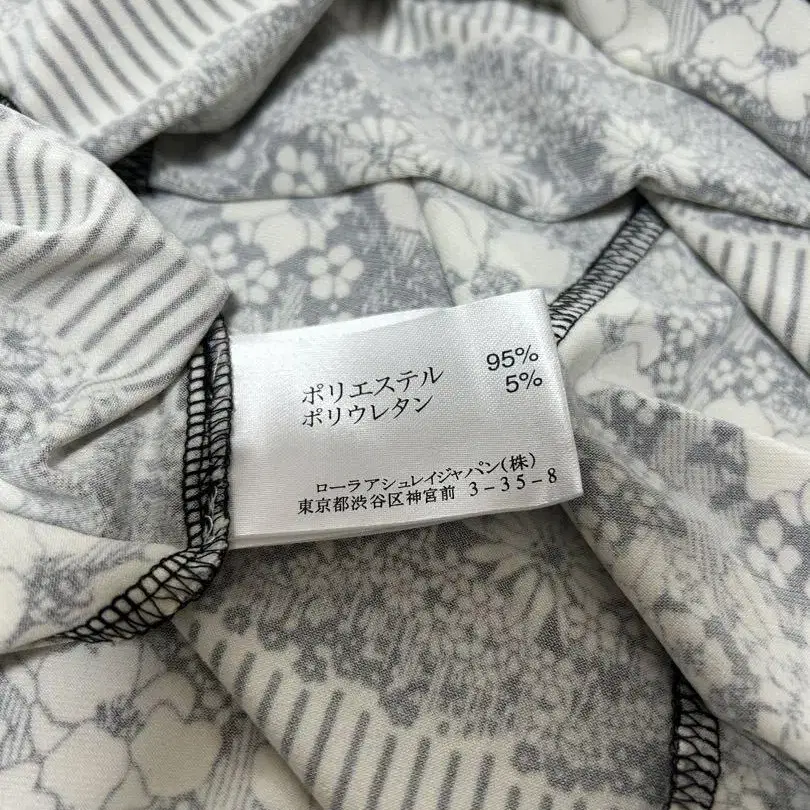 ポリエステル 95%
ポリウレタン 5%
ローラアシュレイジャパン(株)
東京都渋谷区神宮前 3-35-8